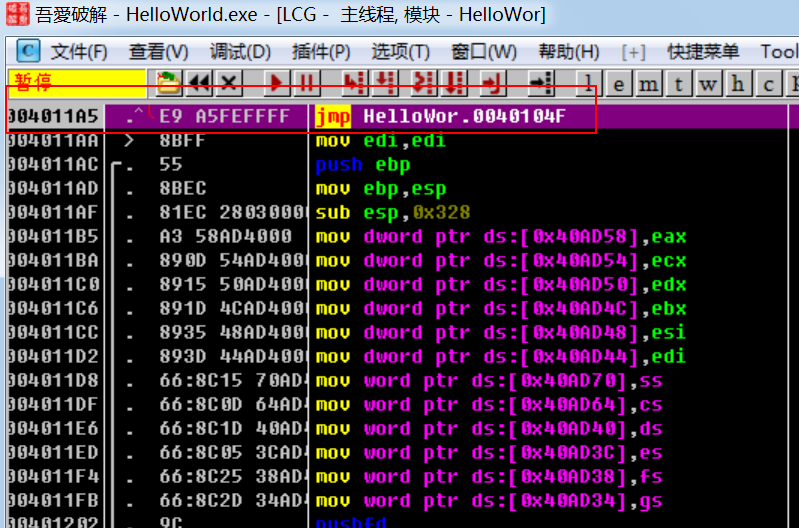 吾愛破解 - HelloWorld.exe - [LCG - 主线程, 模块 - HelloWor]
C 文件(F) 查看(V) 调试(D) 插件(P) 选项(T) 窗口(W) 帮助(H) [+] 快捷菜单 Tool
暂停 l e m t w h c
004011A5 .^ E9 A5FEFFFF jmp HelloWor.0040104F
004011AA > 8BFF mov edi,edi
004011AC . 55 push ebp
004011AD . 8BEC mov ebp,esp
004011AF . 81EC 28030000 sub esp,0x328
004011B5 . A3 58AD4000 mov dword ptr ds:[0x40AD58],eax
004011BA . 890D 54AD400 mov dword ptr ds:[0x40AD54],ecx
004011C0 . 8915 50AD400 mov dword ptr ds:[0x40AD50],edx
004011C6 . 891D 4CAD400 mov dword ptr ds:[0x40AD4C],ebx
004011CC . 8935 48AD400 mov dword ptr ds:[0x40AD48],esi
004011D2 . 893D 44AD400 mov dword ptr ds:[0x40AD44],edi
004011D8 . 66:8C15 70AD4 mov word ptr ds:[0x40AD70],ss
004011DF . 66:8C0D 64AD4 mov word ptr ds:[0x40AD64],cs
004011E6 . 66:8C1D 40AD4 mov word ptr ds:[0x40AD40],ds
004011ED . 66:8C05 3CAD4 mov word ptr ds:[0x40AD3C],es
004011F4 . 66:8C25 38AD4 mov word ptr ds:[0x40AD38],fs
004011FB . 66:8C2D 34AD4 mov word ptr ds:[0x40AD34],gs
00401202 . 9C pushfd